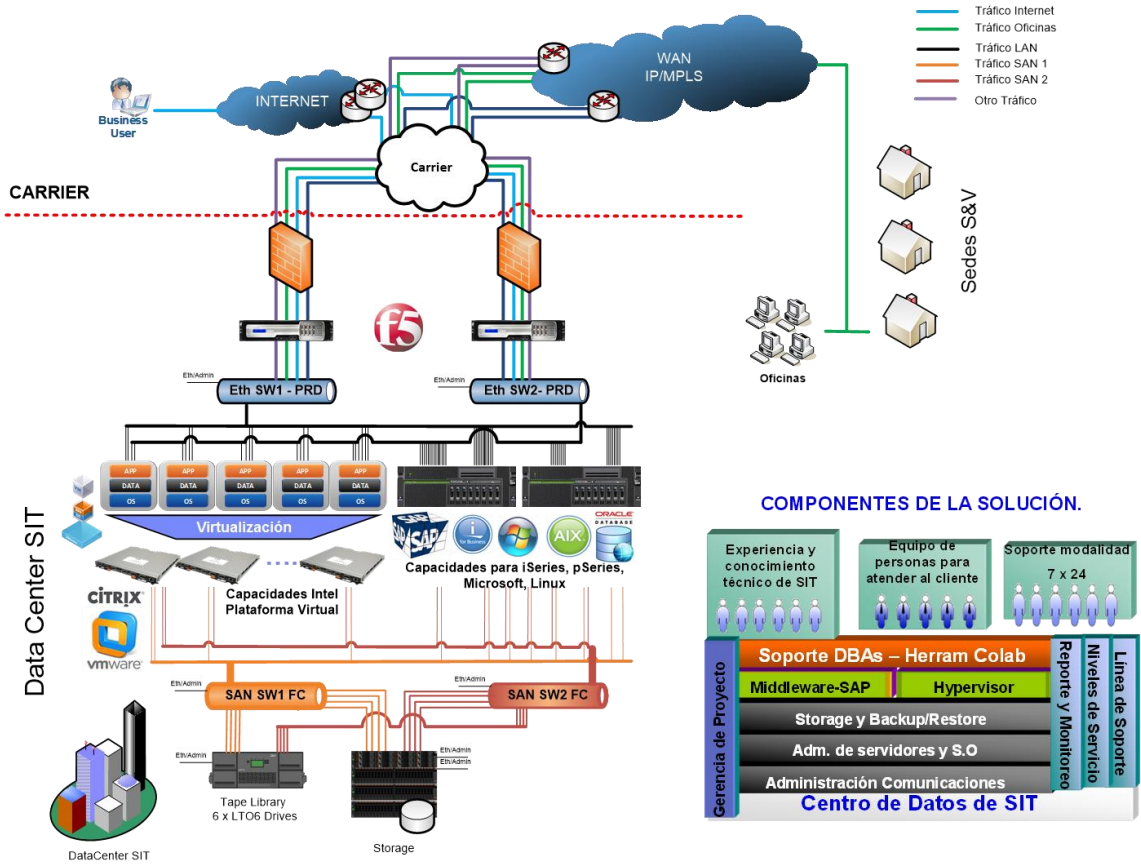 Tráfico Internet
Tráfico Oficinas
Tráfico LAN
Tráfico SAN 1
Tráfico SAN 2
Otro Tráfico
WAN
IP/MPLS
INTERNET
Business
User
Carrier
CARRIER
Sedes S&V
f5
Oficinas
Eth/Admin
Eth SW1 - PRD
Eth/Admin
Eth SW2- PRD
APP
DATA
OS
APP
DATA
OS
APP
DATA
OS
APP
DATA
OS
APP
DATA
OS
Virtualización
SAP
SAP
i
for Business
AIX
ORACLE
DATABASE
Capacidades para iSeries, pSeries,
Microsoft, Linux
Capacidades Intel
Plataforma Virtual
CITRIX
vmware
Data Center SIT
Eth/Admin
SAN SW1 FC
SAN SW2 FC
Eth/Admin
Eth/Admin
Eth/Admin
Tape Library
6 x LTO6 Drives
Storage
DataCenter SIT
COMPONENTES DE LA SOLUCIÓN.
Experiencia y
conocimiento
técnico de SIT
Equipo de
personas para
atender al cliente
Soporte modalidad
7 x 24
Gerencia de Proyecto
Soporte DBAs – Herram Colab
Middleware-SAP
Hypervisor
Storage y Backup/Restore
Adm. de servidores y S.O
Administración Comunicaciones
Centro de Datos de SIT
Reporte y Monitoreo
Niveles de Servicio
Línea de Soporte